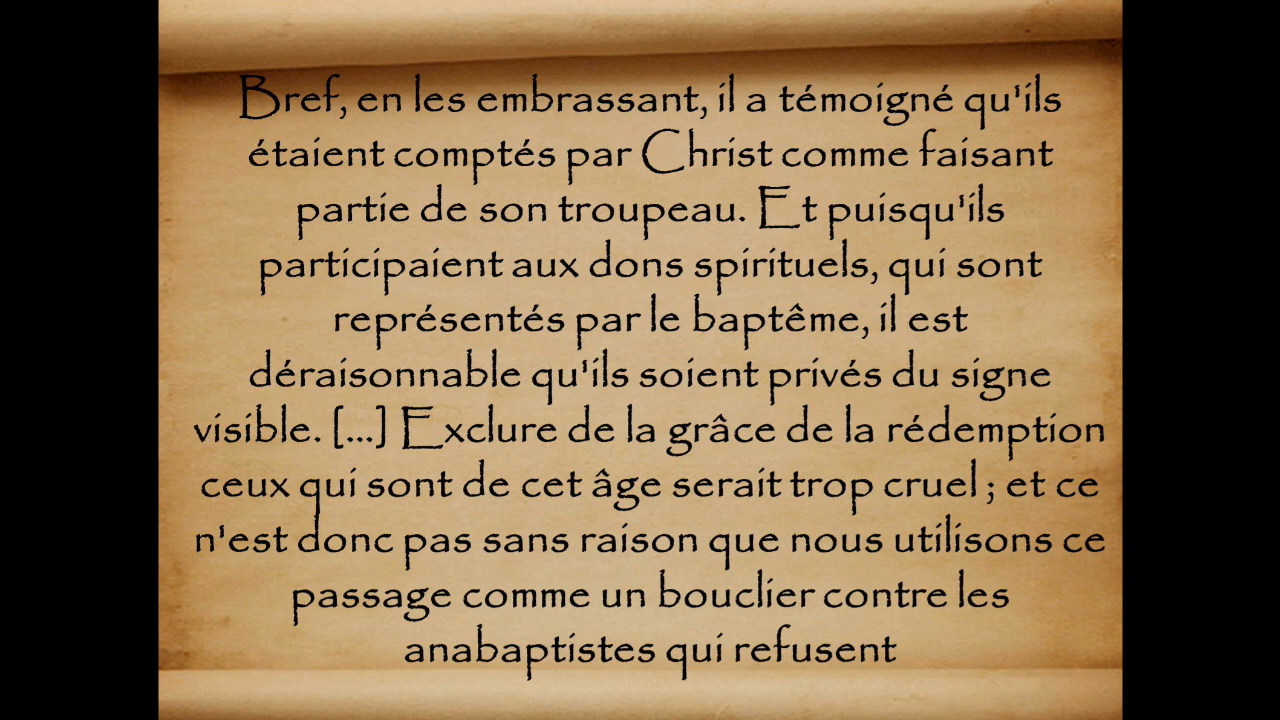 Bref, en les embrassant, il a témoigné qu'ils
étaient comptés par Christ comme faisant
partie de son troupeau. Et puisqu'ils
participaient aux dons spirituels, qui sont
représentés par le baptême, il est
déraisonnable qu'ils soient privés du signe
visible. [...] Exclure de la grâce de la rédemption
ceux qui sont de cet âge serait trop cruel ; et ce
n'est donc pas sans raison que nous utilisons ce
passage comme un bouclier contre les
anabaptistes qui refusent